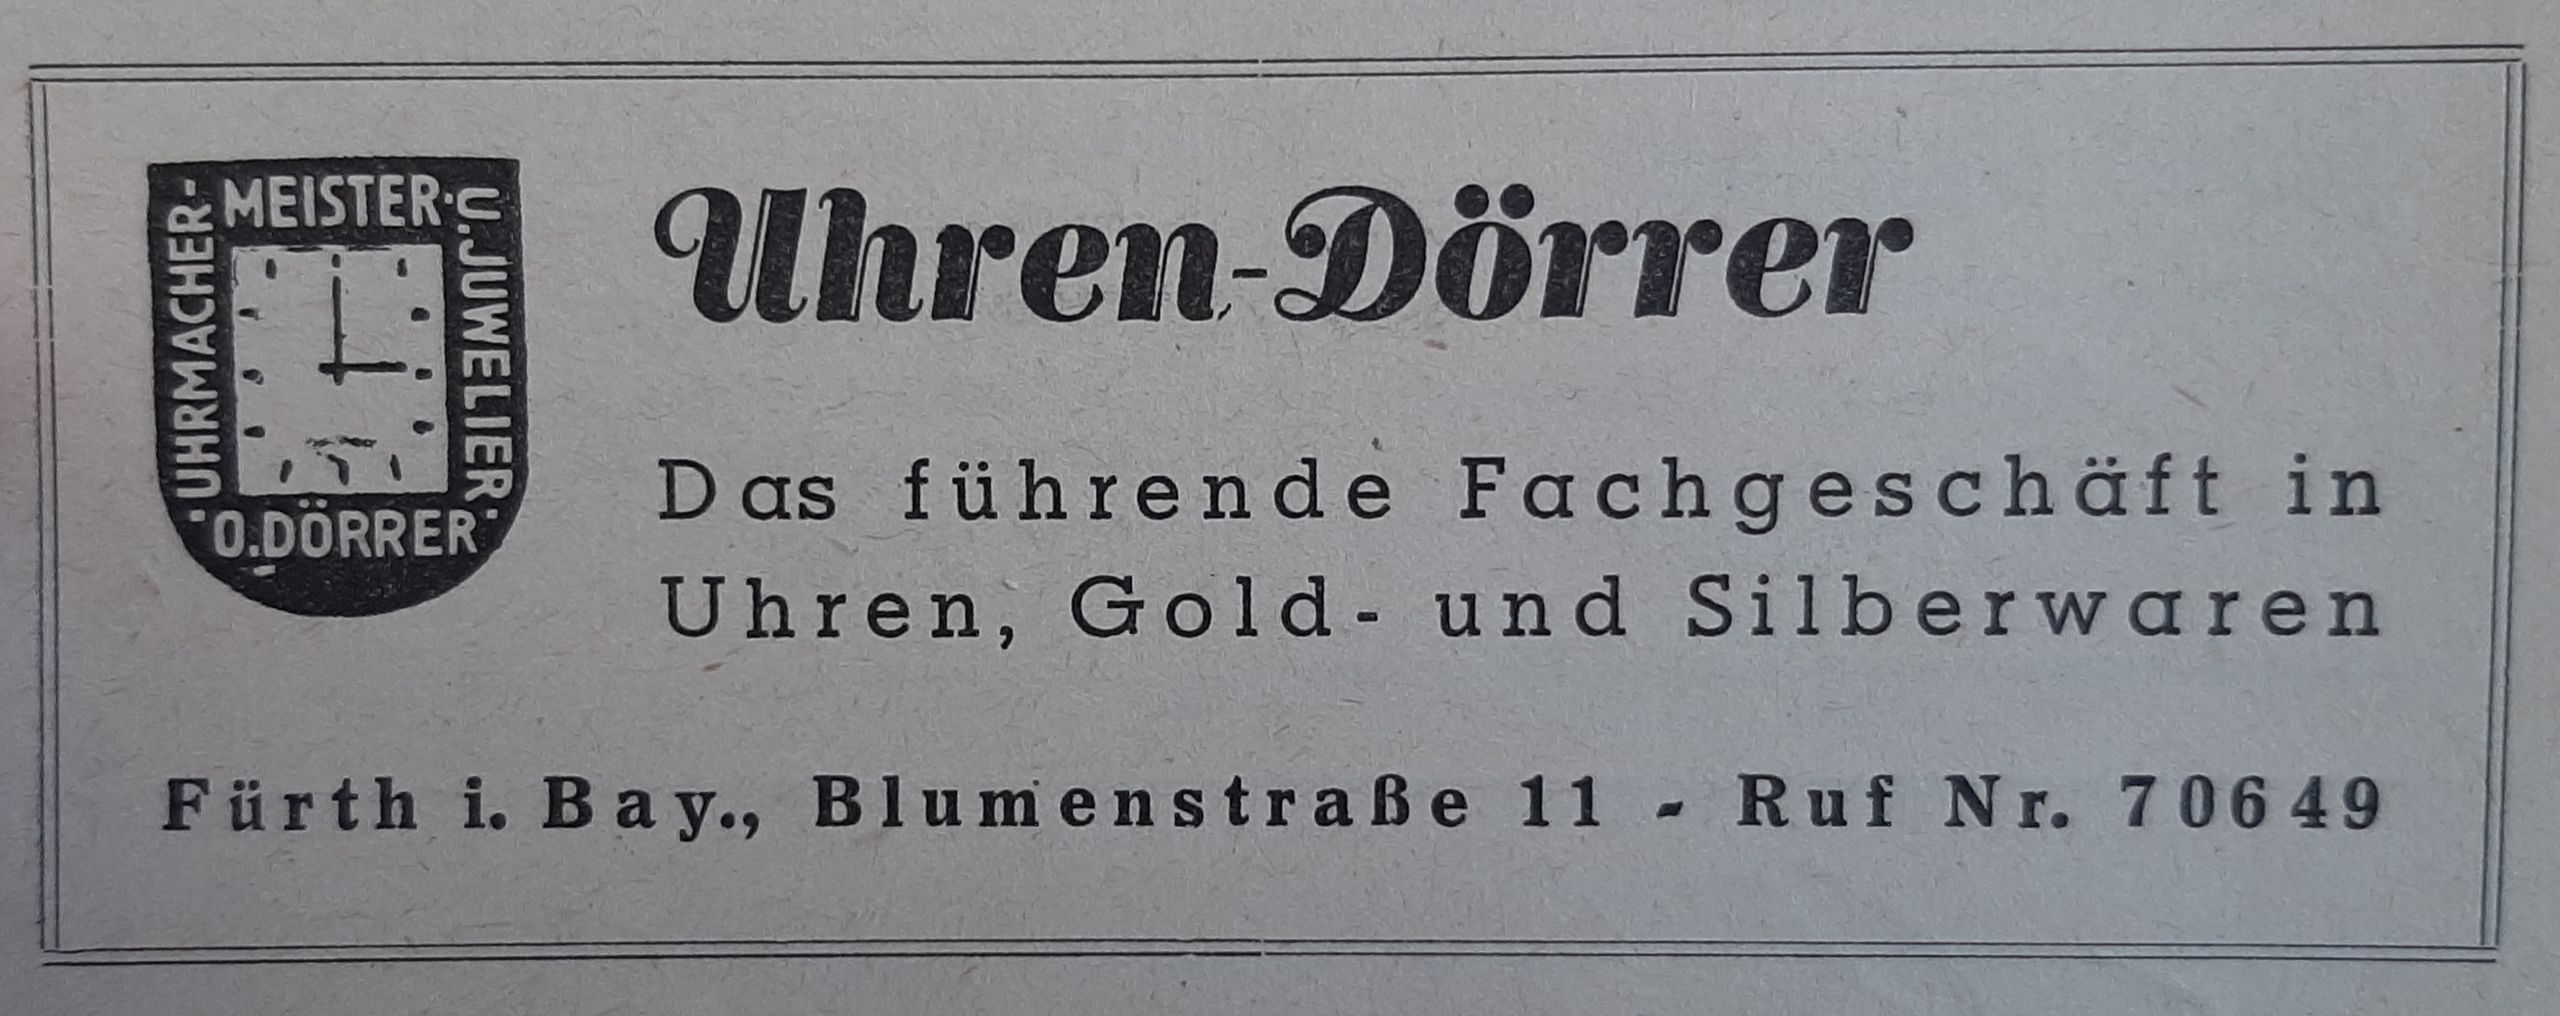 UHRMACHER-
MEISTER·
U.JUWELIER
·O.DÖRRER·
Uhren-Dörrer
Das führende Fachgeschäft in
Uhren, Gold- und Silberwaren
Fürth i. Bay., Blumenstraße 11 - Ruf Nr. 70649